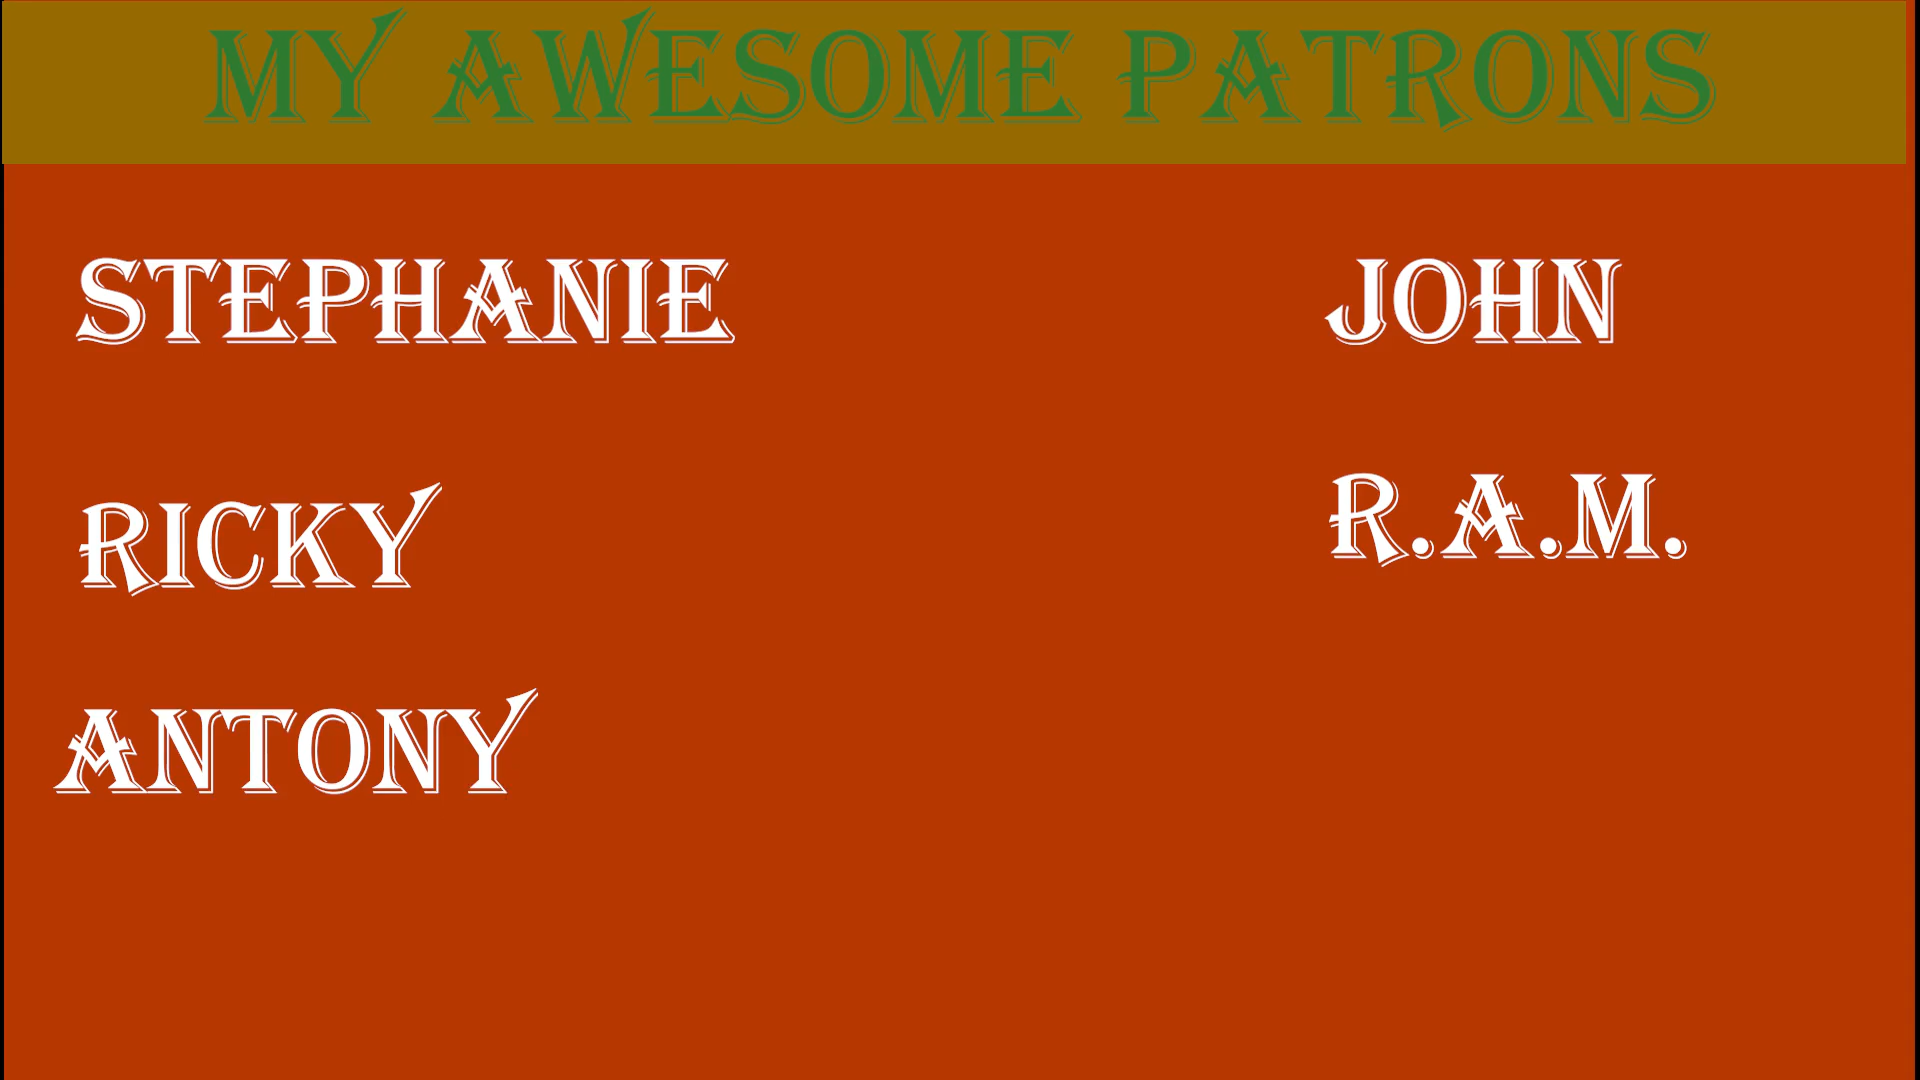 MY AWESOME PATRONS
STEPHANIE
JOHN
RICKY
R.A.M.
ANTONY